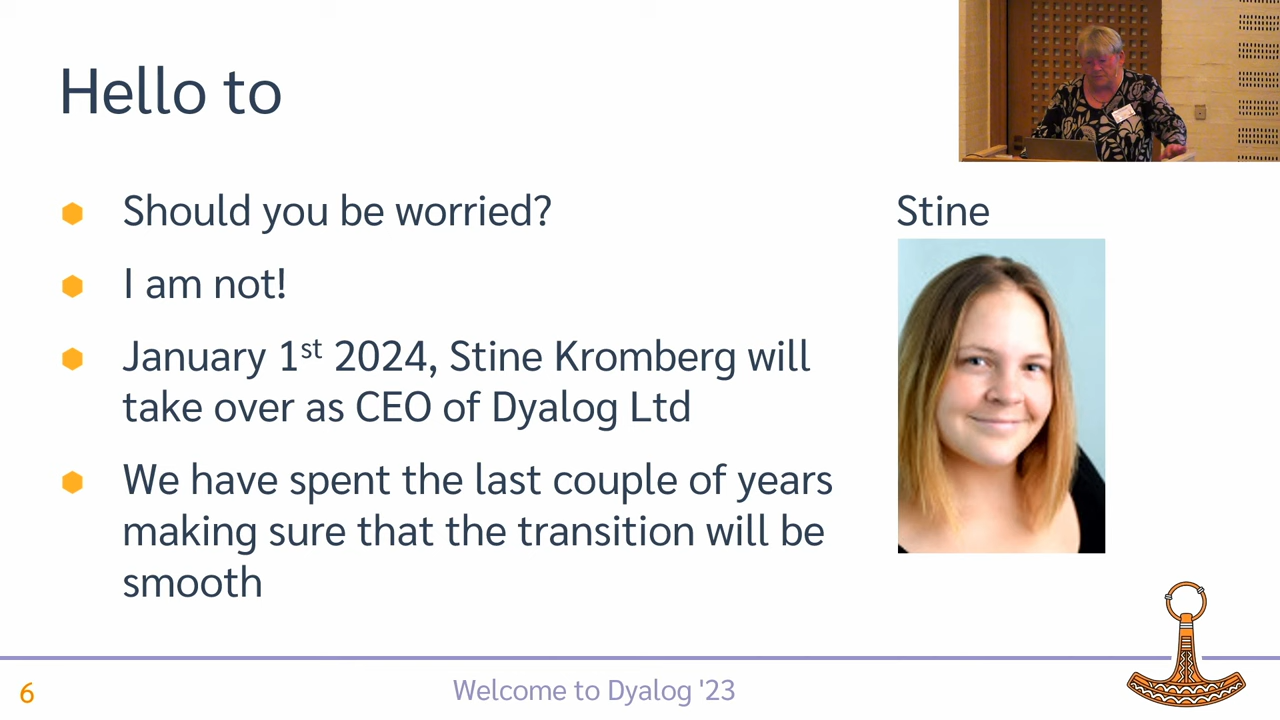 Hello to
Should you be worried?
I am not!
January 1st 2024, Stine Kromberg will
take over as CEO of Dyalog Ltd
We have spent the last couple of years
making sure that the transition will be
smooth
Stine
6
Welcome to Dyalog '23